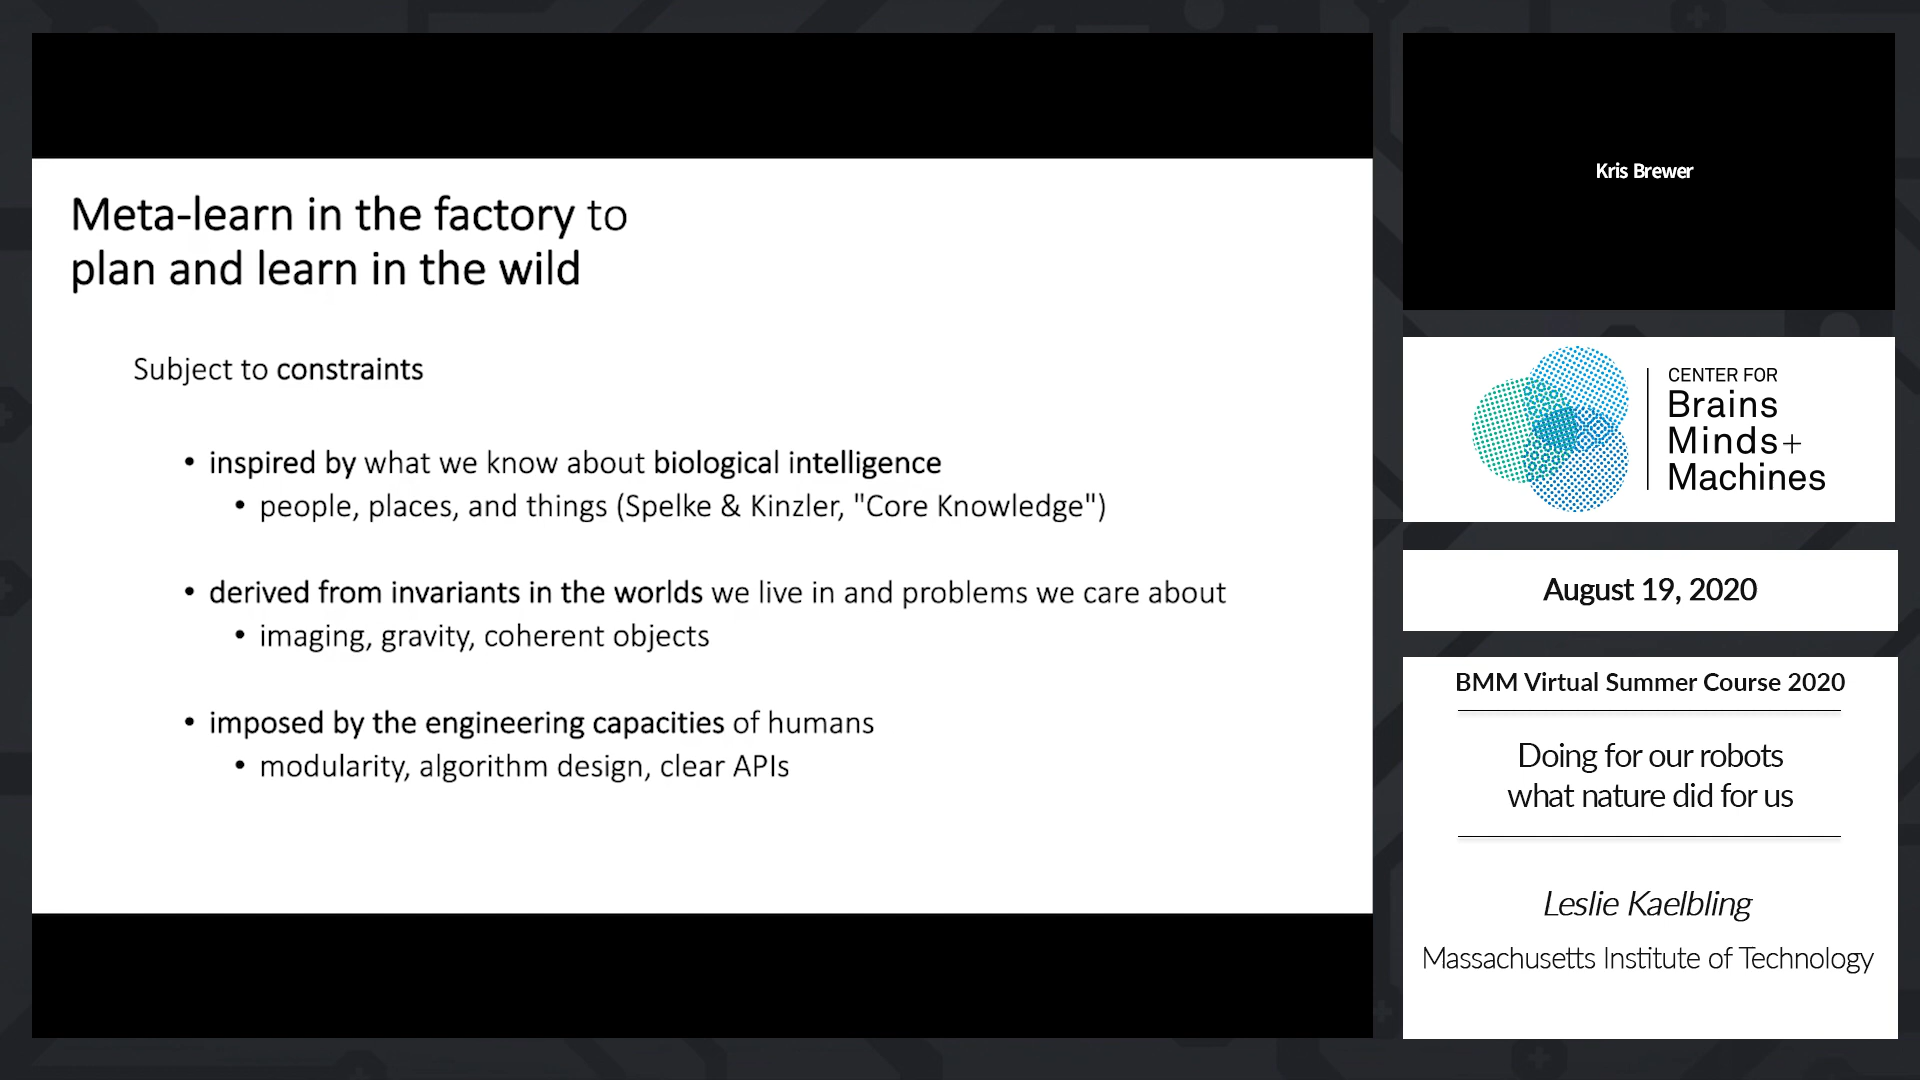 Meta-learn in the factory to
plan and learn in the wild
Subject to constraints
• inspired by what we know about biological intelligence
• people, places, and things (Spelke & Kinzler, "Core Knowledge")
• derived from invariants in the worlds we live in and problems we care about
• imaging, gravity, coherent objects
• imposed by the engineering capacities of humans
• modularity, algorithm design, clear APIs
Kris Brewer
CENTER FOR
Brains
Minds+
Machines
August 19, 2020
BMM Virtual Summer Course 2020
Doing for our robots
what nature did for us
Leslie Kaelbling
Massachusetts Institute of Technology